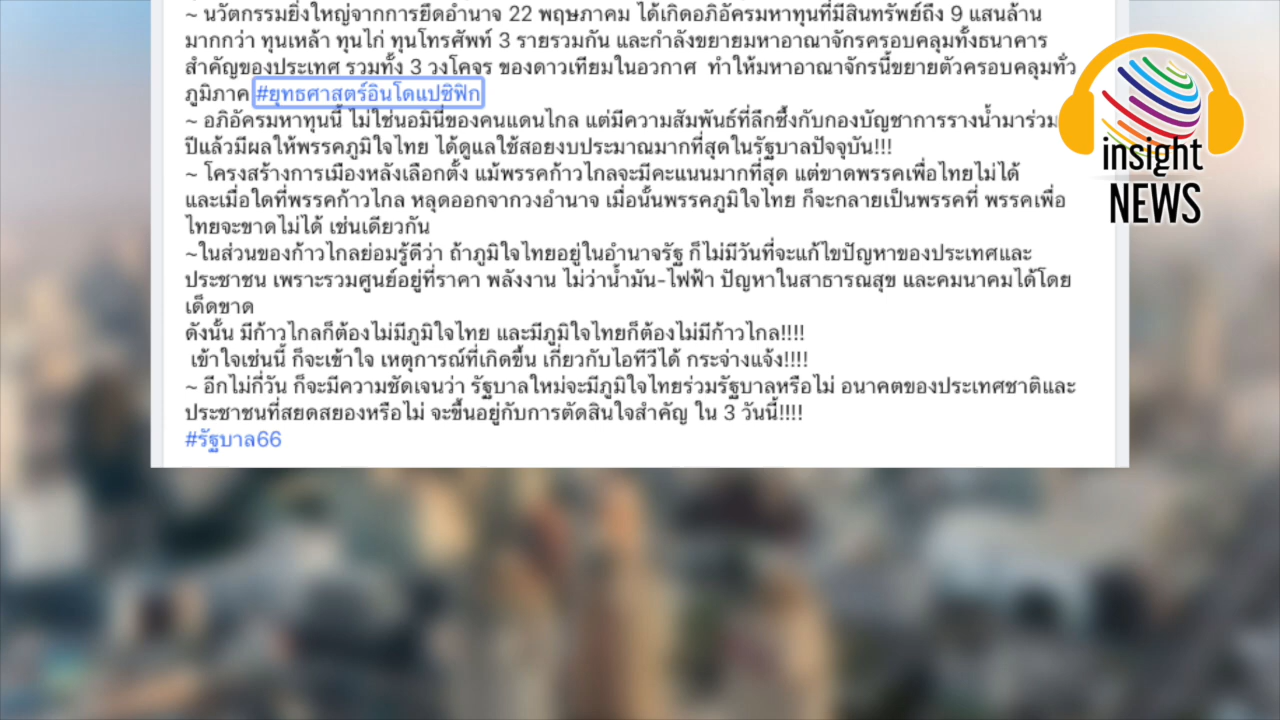 ~ นวัตกรรมยิ่งใหญ่จากการยึดอำนาจ 22 พฤษภาคม ได้เกิดอภิอัครมหาทุนที่มีสินทรัพย์ถึง 9 แสนล้าน
มากกว่า ทุนเหล้า ทุนไก่ ทุนโทรศัพท์ 3 รายรวมกัน และกำลังขยายมหาอาณาจักรครอบคลุมทั้งธนาคาร
สำคัญของประเทศ รวมทั้ง 3 วงโคจร ของดาวเทียมในอวกาศ ทำให้มหาอาณาจักรนี้ขยายตัวครอบคลุมทั่ว
ภูมิภาค #ยุทธศาสตร์อินโดแปซิฟิก
~ อภิอัครมหาทุนนี้ ไม่ใช่นอมินีของคนแดนไกล แต่มีความสัมพันธ์ที่ลึกซึ้งกับกองบัญชาการรางน้ำมาร่วม
ปีแล้วมีผลให้พรรคภูมิใจไทย ได้ดูแลใช้สอยงบประมาณมากที่สุดในรัฐบาลปัจจุบัน!!!
~ โครงสร้างการเมืองหลังเลือกตั้ง แม้พรรคก้าวไกลจะมีคะแนนมากที่สุด แต่ขาดพรรคเพื่อไทยไม่ได้
และเมื่อใดที่พรรคก้าวไกล หลุดออกจากวงอำนาจ เมื่อนั้นพรรคภูมิใจไทย ก็จะกลายเป็นพรรคที่ พรรคเพื่อ
ไทยจะขาดไม่ได้ เช่นเดียวกัน
~ในส่วนของก้าวไกลย่อมรู้ดีว่า ถ้าภูมิใจไทยอยู่ในอำนาจรัฐ ก็ไม่มีวันที่จะแก้ไขปัญหาของประเทศและ
ประชาชน เพราะรวมศูนย์อยู่ที่ราคา พลังงาน ไม่ว่าน้ำมัน-ไฟฟ้า ปัญหาในสาธารณสุข และคมนาคมได้โดย
เด็ดขาด
ดังนั้น มีก้าวไกลก็ต้องไม่มีภูมิใจไทย และมีภูมิใจไทยก็ต้องไม่มีก้าวไกล!!!!
เข้าใจเช่นนี้ ก็จะเข้าใจ เหตุการณ์ที่เกิดขึ้น เกี่ยวกับไอทีวีได้ กระจ่างแจ้ง!!!!
~ อีกไม่กี่วัน ก็จะมีความชัดเจนว่า รัฐบาลใหม่จะมีภูมิใจไทยร่วมรัฐบาลหรือไม่ อนาคตของประเทศชาติและ
ประชาชนที่สยดสยองหรือไม่ จะขึ้นอยู่กับการตัดสินใจสำคัญ ใน 3 วันนี้!!!!
#รัฐบาล66
insight
NEWS